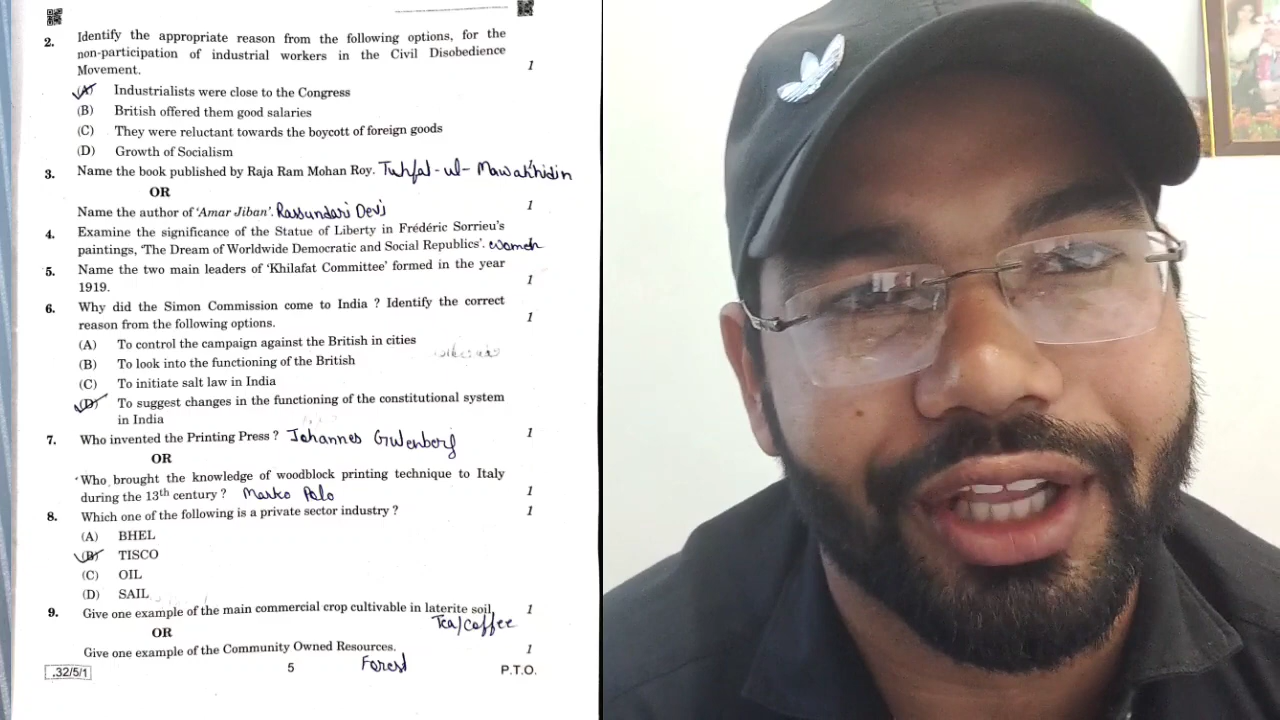 2. Identify the appropriate reason from the following options, for the
non-participation of industrial workers in the Civil Disobedience
Movement. 1
(A) Industrialists were close to the Congress
(B) British offered them good salaries
(C) They were reluctant towards the boycott of foreign goods
(D) Growth of Socialism
3. Name the book published by Raja Ram Mohan Roy. Tuhfal-ul-Mawakhidin
OR
Name the author of 'Amar Jiban'. Rassundari Devi 1
4. Examine the significance of the Statue of Liberty in Frédéric Sorrieu's
paintings, 'The Dream of Worldwide Democratic and Social Republics'. Women
5. Name the two main leaders of 'Khilafat Committee' formed in the year
1919. 1
6. Why did the Simon Commission come to India ? Identify the correct
reason from the following options. 1
(A) To control the campaign against the British in cities
(B) To look into the functioning of the British
(C) To initiate salt law in India
(D) To suggest changes in the functioning of the constitutional system
in India
7. Who invented the Printing Press ? Johannes Gutenberg 1
OR
Who brought the knowledge of woodblock printing technique to Italy
during the 13th century ? Marko Polo 1
8. Which one of the following is a private sector industry ? 1
(A) BHEL
(B) TISCO
(C) OIL
(D) SAIL
9. Give one example of the main commercial crop cultivable in laterite soil. 1
Tea/coffee
OR
Give one example of the Community Owned Resources. 1
Forest
.32/5/1 5 P.T.O.